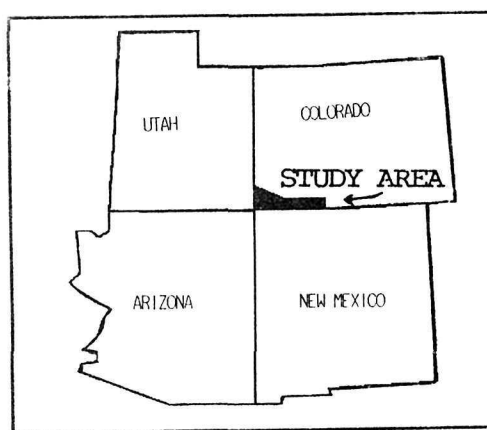 COLORADO
UTAH
STUDY AREA
ARIZONA
NEW MEXICO